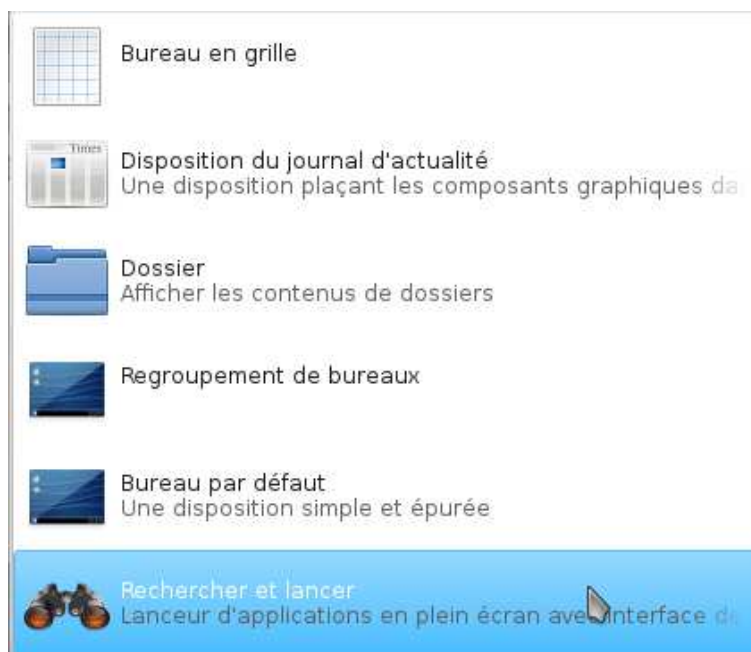 Bureau en grille
Times
Disposition du journal d'actualité
Une disposition plaçant les composants graphiques
Dossier
Afficher les contenus de dossiers
Regroupement de bureaux
Bureau par défaut
Une disposition simple et épurée
Rechercher et lancer
Lanceur d'applications en plein écran avec interface